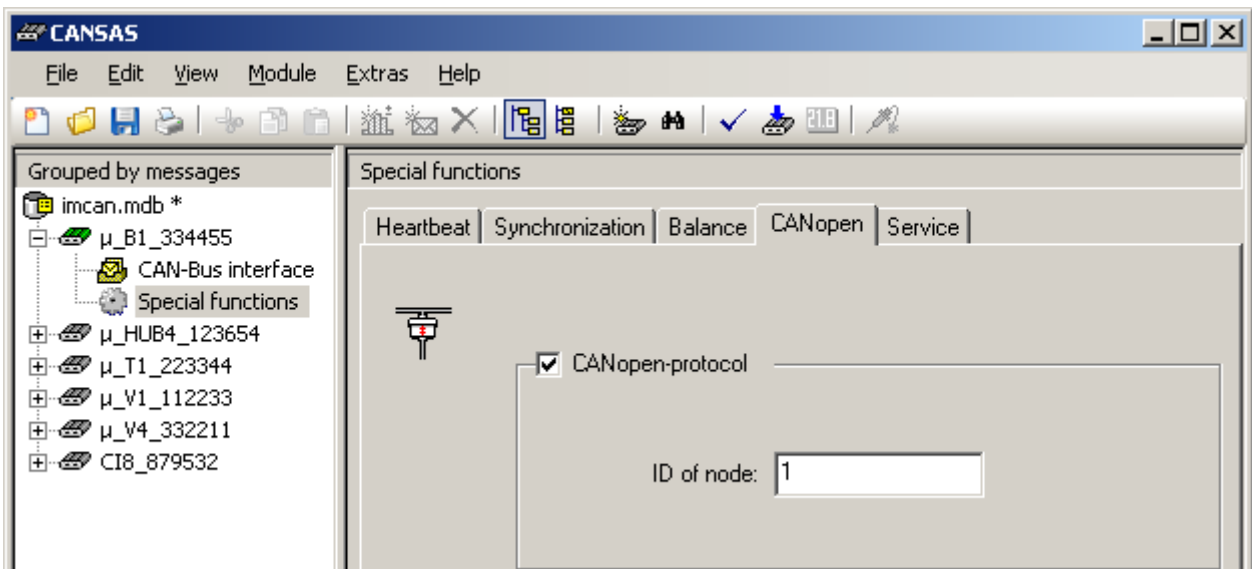 CANSAS
File Edit View Module Extras Help
Grouped by messages
imcan.mdb *
µ_B1_334455
CAN-Bus interface
Special functions
µ_HUB4_123654
µ_T1_223344
µ_V1_112233
µ_V4_332211
CI8_879532
Special functions
Heartbeat Synchronization Balance CANopen Service
CANopen-protocol
ID of node: 1